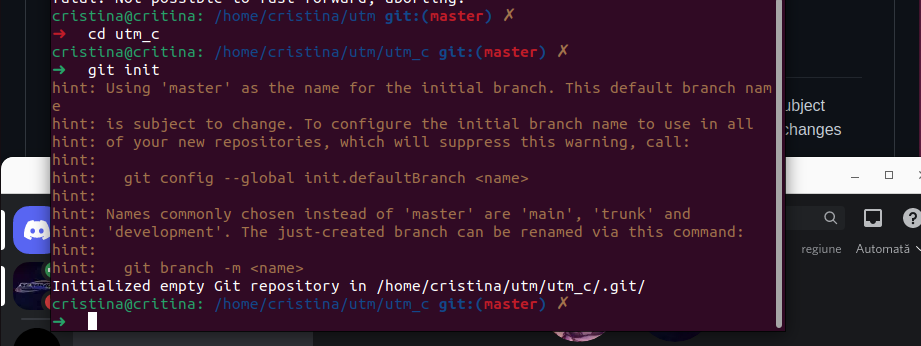 fatal: Not possible to fast-forward, aborting.
cristina@critina: /home/cristina/utm git:(master) ✗
➜ cd utm_c
cristina@critina: /home/cristina/utm/utm_c git:(master) ✗
➜ git init
hint: Using 'master' as the name for the initial branch. This default branch nam
e
hint: is subject to change. To configure the initial branch name to use in all
hint: of your new repositories, which will suppress this warning, call:
hint:
hint: git config --global init.defaultBranch <name>
hint:
hint: Names commonly chosen instead of 'master' are 'main', 'trunk' and
hint: 'development'. The just-created branch can be renamed via this command:
hint:
hint: git branch -m <name>
Initialized empty Git repository in /home/cristina/utm/utm_c/.git/
cristina@critina: /home/cristina/utm/utm_c git:(master) ✗
➜
ubject
changes
regiune
Automată